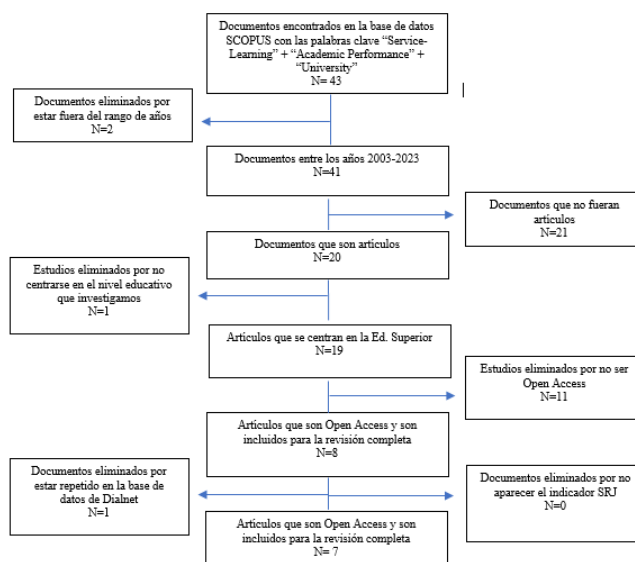 Documentos encontrados en la base de datos
SCOPUS con las palabras clave “Service-
Learning” + “Academic Performance” +
“University”
N= 43
Documentos eliminados por
estar fuera del rango de años
N=2
Documentos entre los años 2003-2023
N=41
Documentos que no fueran
artículos
N=21
Documentos que son artículos
N=20
Estudios eliminados por no
centrarse en el nivel educativo
que investigamos
N=1
Artículos que se centran en la Ed. Superior
N=19
Estudios eliminados por no ser
Open Access
N=11
Artículos que son Open Access y son
incluidos para la revisión completa
N=8
Documentos eliminados por
estar repetido en la base de
datos de Dialnet
N=1
Documentos eliminados por no
aparecer el indicador SRJ
N=0
Artículos que son Open Access y son
incluidos para la revisión completa
N= 7